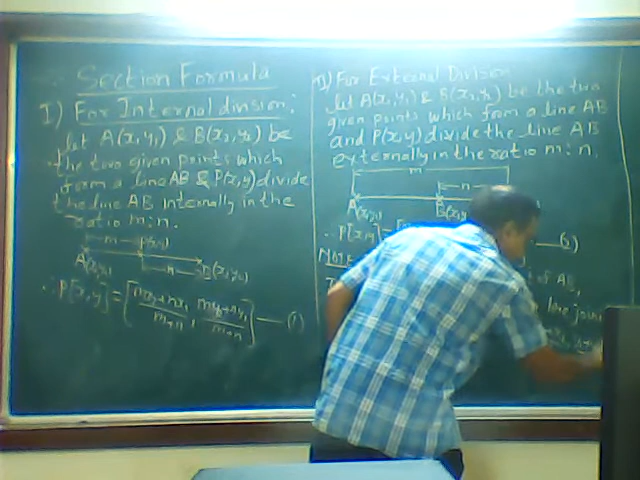 Section Formula
I) For Internal division:
let A(x₁,y₁) & B(x₂,y₂) be
the two given points which
form a line AB & P(x,y) divide
the line AB internally in the
ratio m:n.
m P(x,y)
A(x₁,y₁) n B(x₂,y₂)
∴ P[x,y] = [mx₂+nx₁/m+n, my₂+ny₁/m+n] — (1)
II) For External Division
let A(x₁,y₁) & B(x₂,y₂) be the two
given points which form a line AB
and P(x,y) divide the line AB
externally in the ratio m:n.
m
n
A(x₁,y₁) B(x₂,y₂)
∴ P[x,y] = [ — (2)
Note
of AB,
line joini